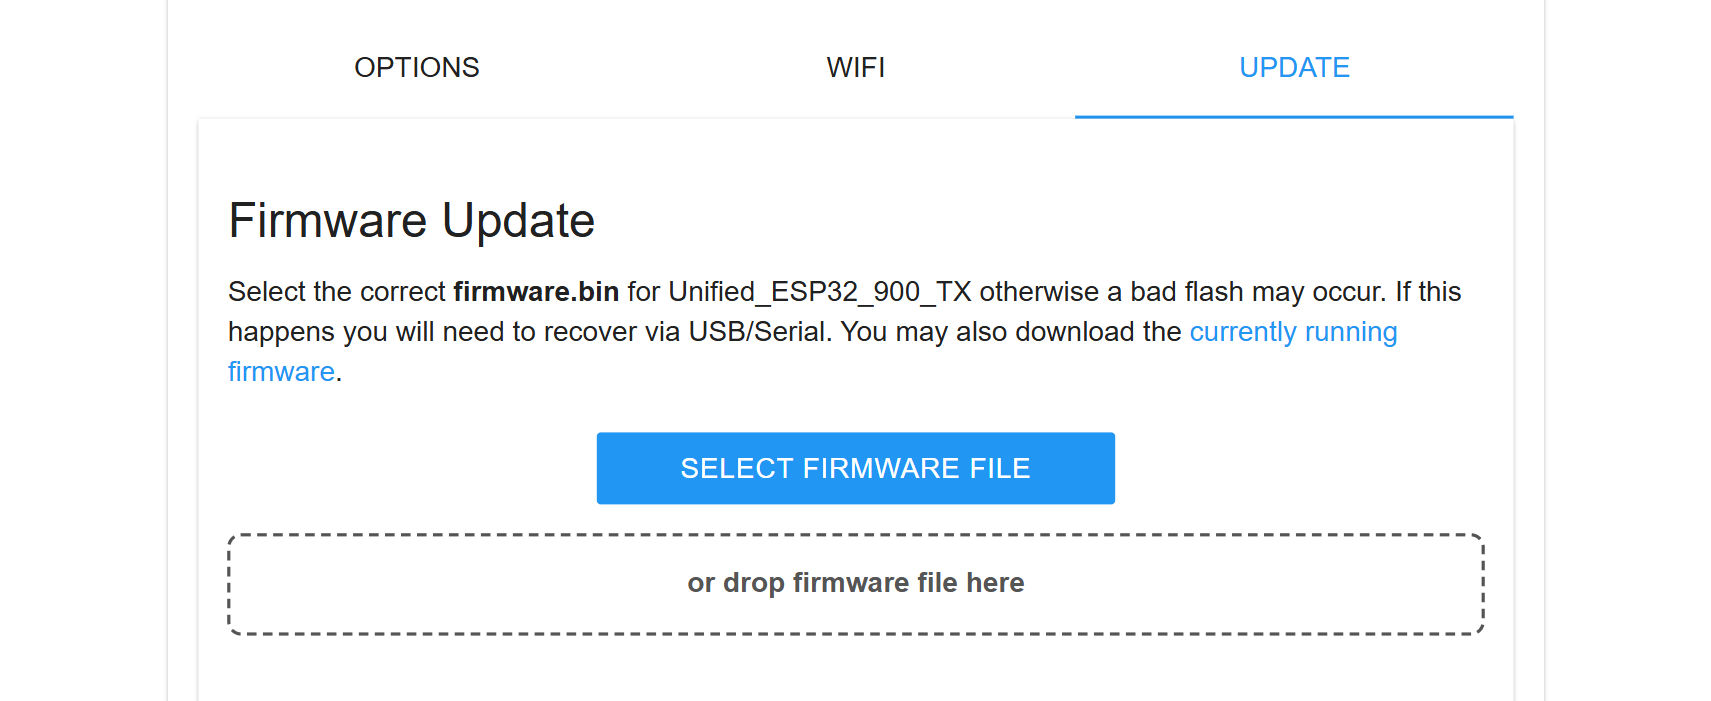 OPTIONS
WIFI
UPDATE
Firmware Update
Select the correct firmware.bin for Unified_ESP32_900_TX otherwise a bad flash may occur. If this
happens you will need to recover via USB/Serial. You may also download the currently running
firmware.
SELECT FIRMWARE FILE
or drop firmware file here